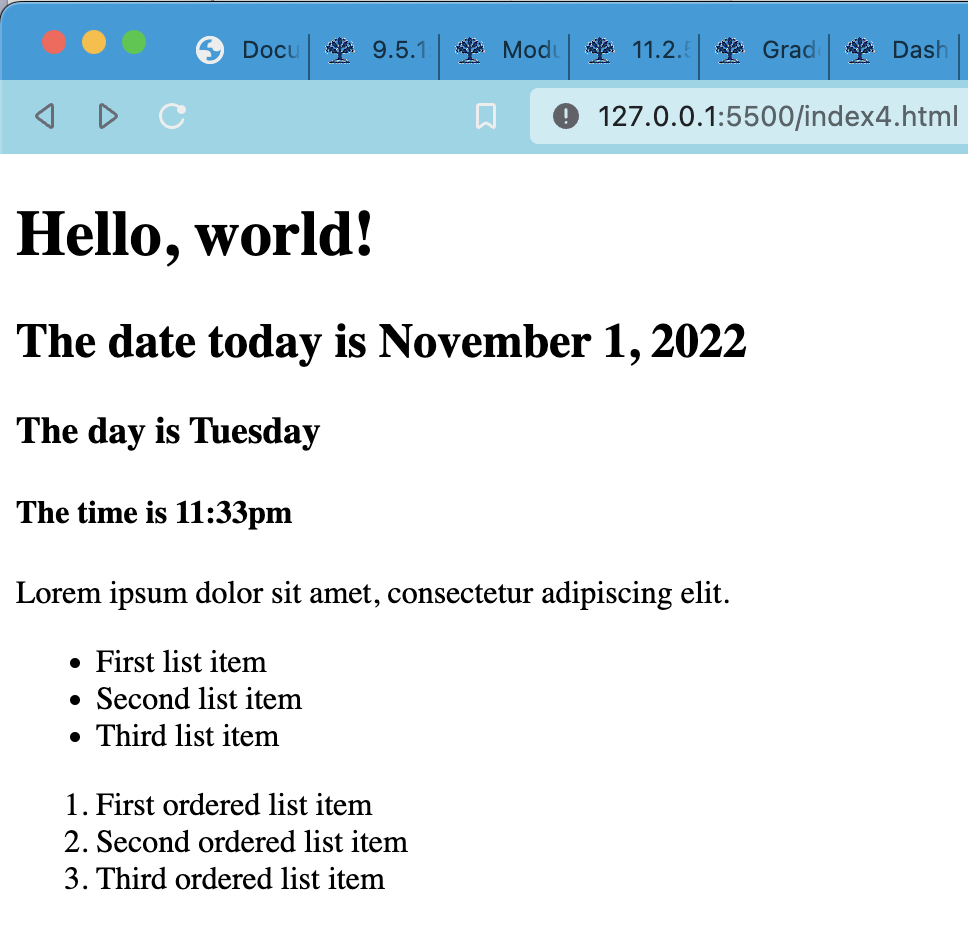 Docu
9.5.1
Modu
11.2.5
Grade
Dash
127.0.0.1:5500/index4.html
Hello, world!
The date today is November 1, 2022
The day is Tuesday
The time is 11:33pm
Lorem ipsum dolor sit amet, consectetur adipiscing elit.
• First list item
• Second list item
• Third list item
1. First ordered list item
2. Second ordered list item
3. Third ordered list item